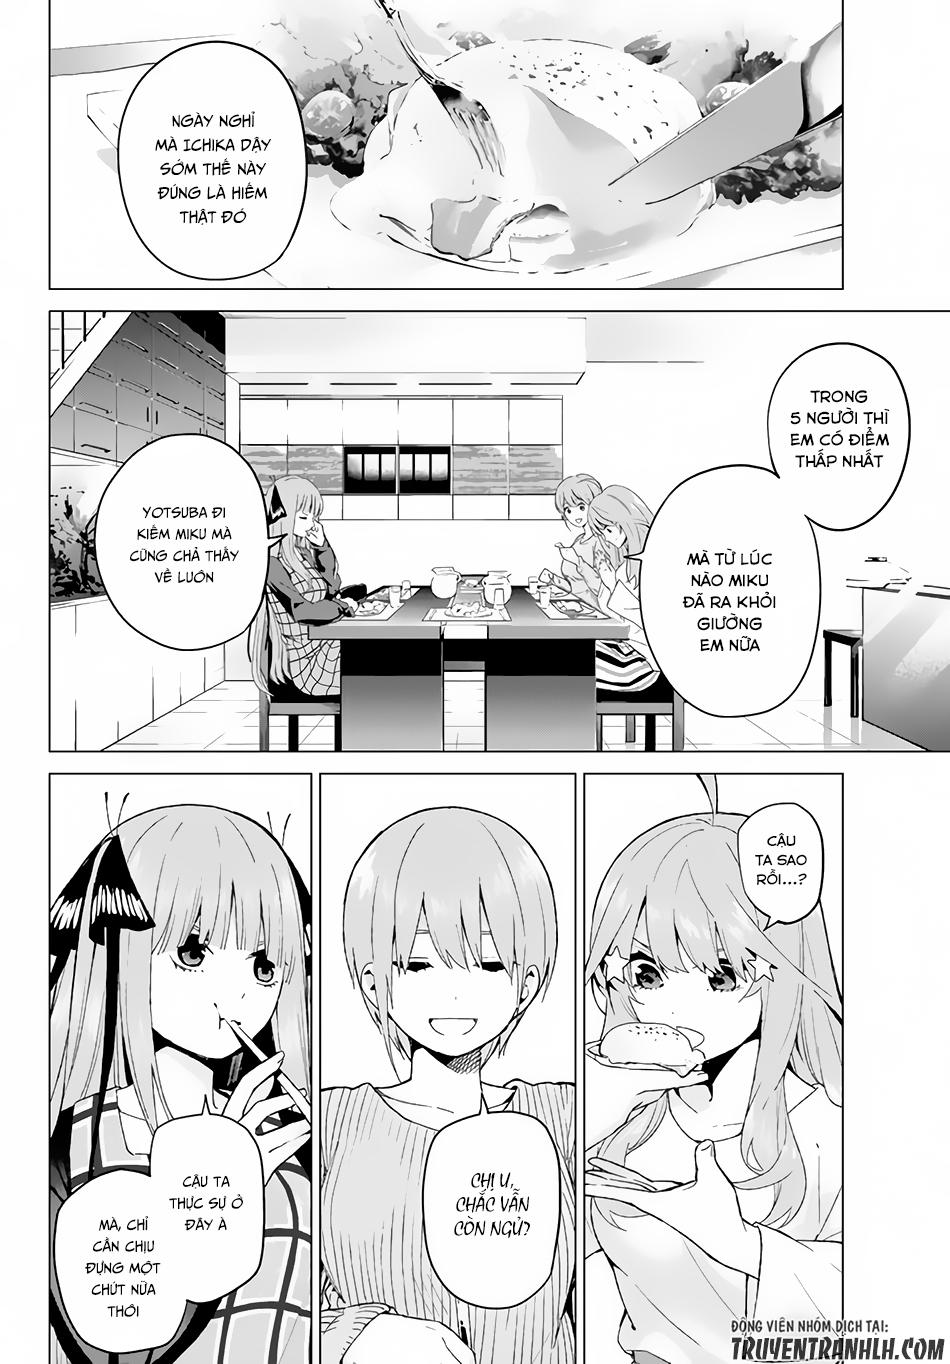 NGÀY NGHỈ
MÀ ICHIKA DẬY
SỚM THẾ NÀY
ĐÚNG LÀ HIẾM
THẬT ĐÓ
TRONG
5 NGƯỜI THÌ
EM CÓ ĐIỂM
THẤP NHẤT
MÀ TỪ LÚC
NÀO MIKU
ĐÃ RA KHỎI
GIƯỜNG
EM NỮA
YOTSUBA ĐI
KIẾM MIKU MÀ
CŨNG CHẢ THẤY
VỀ LUÔN
CẬU
TA SAO
RỒI...?
CHỊ U,
CHẮC VẪN
CÒN NGỦ?
CẬU TA
THỰC SỰ Ở
ĐÂY À
MÀ, CHỈ
CẦN CHỊU
ĐỰNG MỘT
CHÚT NỮA
THÔI
ĐỘNG VIÊN NHÓM DỊCH TẠI:
TRUYENTRANHLH.COM